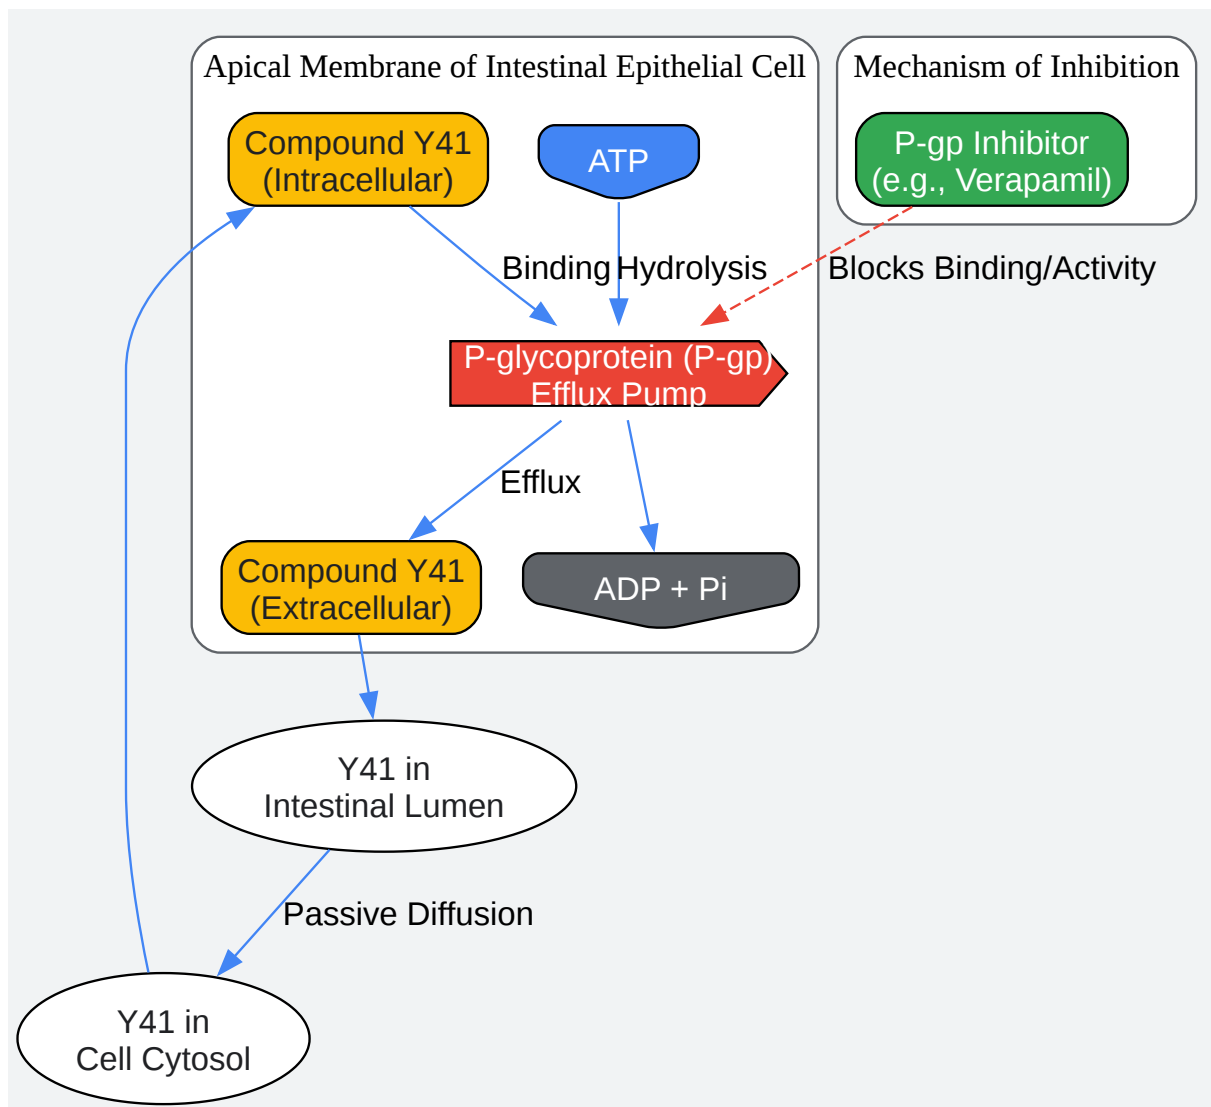 Apical Membrane of Intestinal Epithelial Cell
Mechanism of Inhibition
Compound Y41
(Intracellular)
ATP
P-gp Inhibitor
(e.g., Verapamil)
Binding
Hydrolysis
Blocks Binding/Activity
P-glycoprotein (P-gp)
Efflux Pump
Efflux
Compound Y41
(Extracellular)
ADP + Pi
Y41 in
Intestinal Lumen
Passive Diffusion
Y41 in
Cell Cytosol